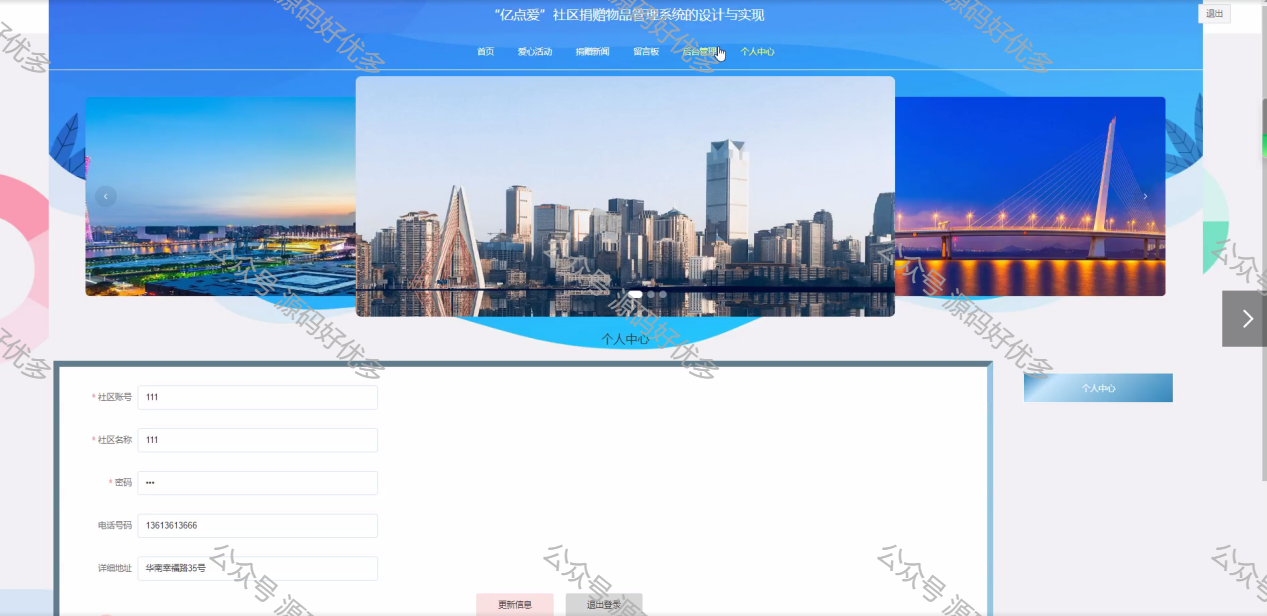 “亿点爱”社区捐赠物品管理系统的设计与实现
退出
首页 爱心活动 捐赠新闻 留言板 后台管理 个人中心
个人中心
个人中心
* 社区账号 111
* 社区名称 111
* 密码 •••
电话号码 13613613666
详细地址 华南幸福路35号
更新信息 退出登录
公众号 源码好优多